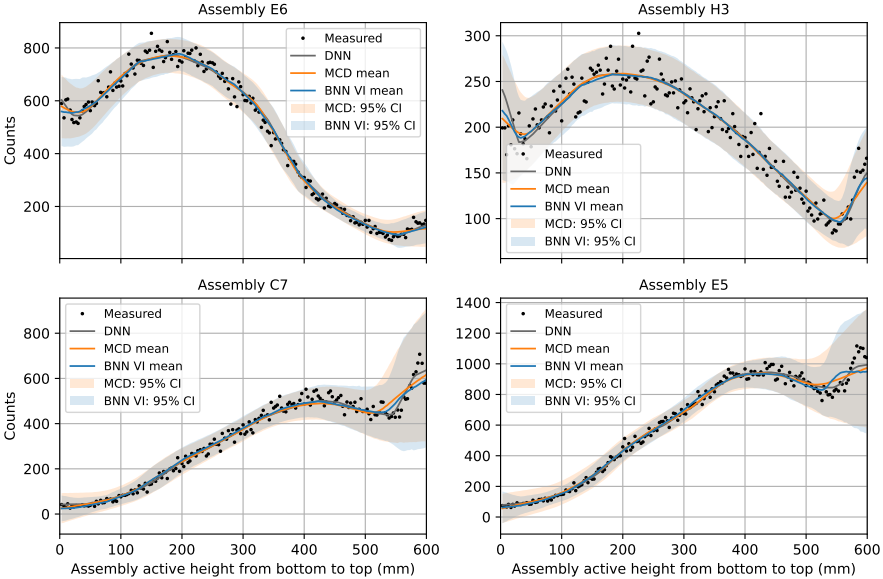 Assembly E6
Counts
800
600
400
200
Measured
DNN
MCD mean
BNN VI mean
MCD: 95% CI
BNN VI: 95% CI
Assembly H3
300
250
200
150
100
Measured
DNN
MCD mean
BNN VI mean
MCD: 95% CI
BNN VI: 95% CI
Assembly C7
Counts
800
600
400
200
0
Measured
DNN
MCD mean
BNN VI mean
MCD: 95% CI
BNN VI: 95% CI
0 100 200 300 400 500 600
Assembly active height from bottom to top (mm)
Assembly E5
1400
1200
1000
800
600
400
200
0
Measured
DNN
MCD mean
BNN VI mean
MCD: 95% CI
BNN VI: 95% CI
0 100 200 300 400 500 600
Assembly active height from bottom to top (mm)